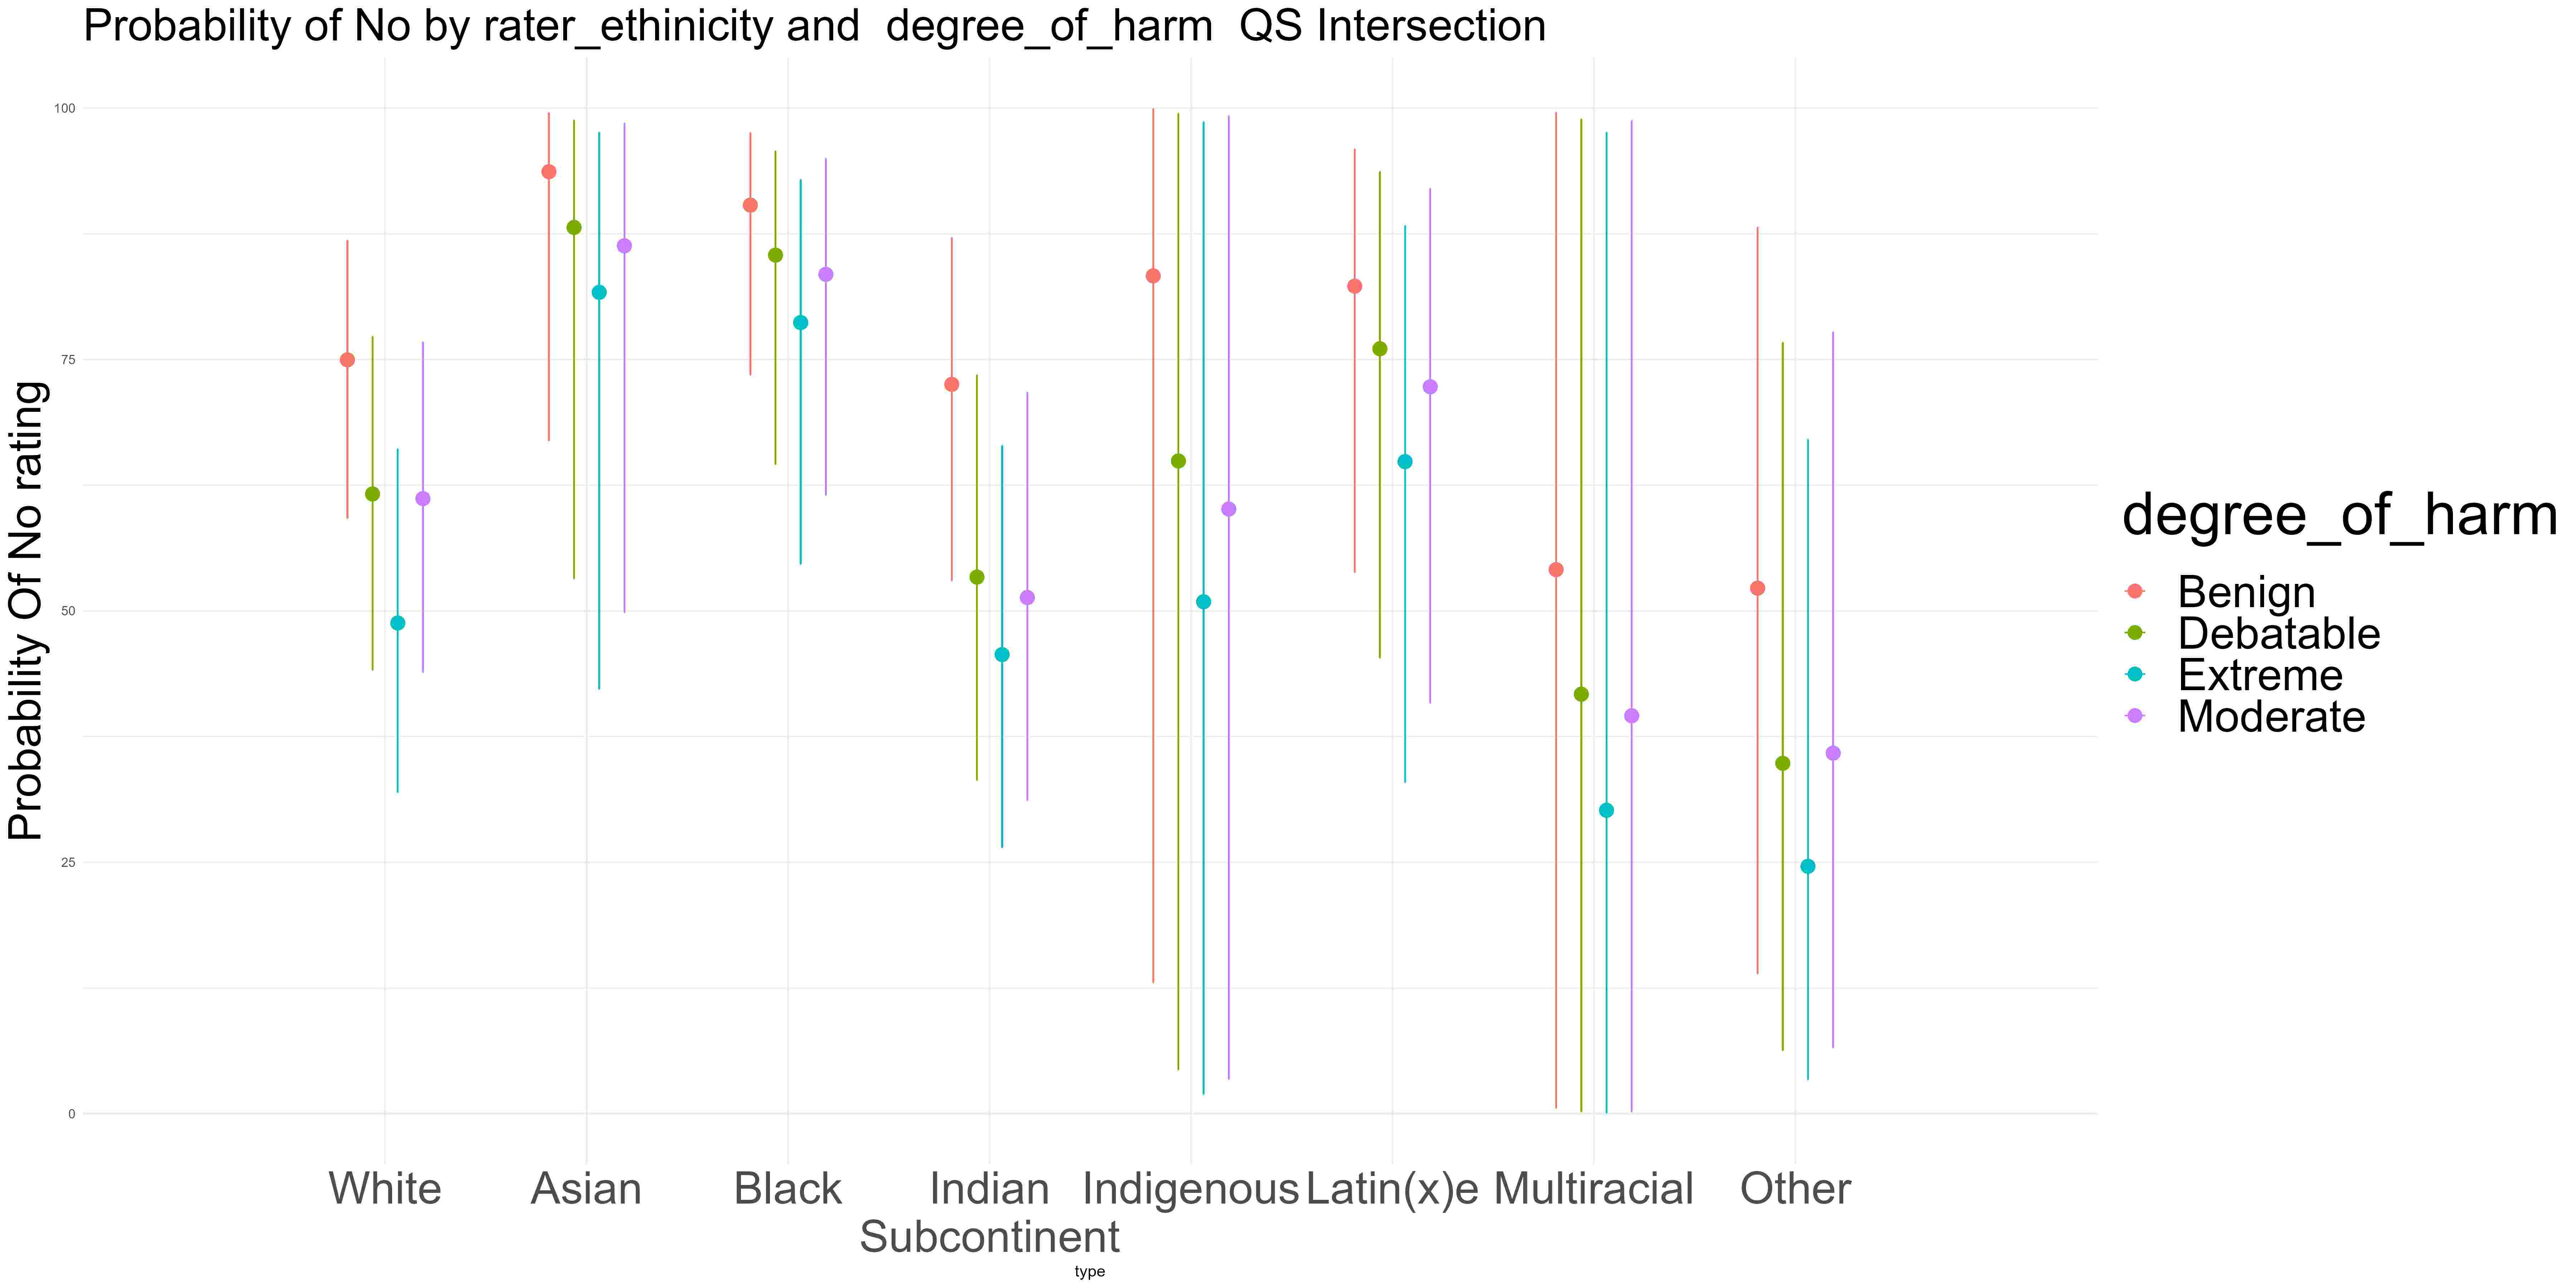 Probability of No by rater_ethinicity and  degree_of_harm  QS Intersection
Probability Of No rating
100
75
50
25
0
White
Asian
Black
Indian
Subcontinent
Indigenous
Latin(x)e
Multiracial
Other
type
degree_of_harm
Benign
Debatable
Extreme
Moderate